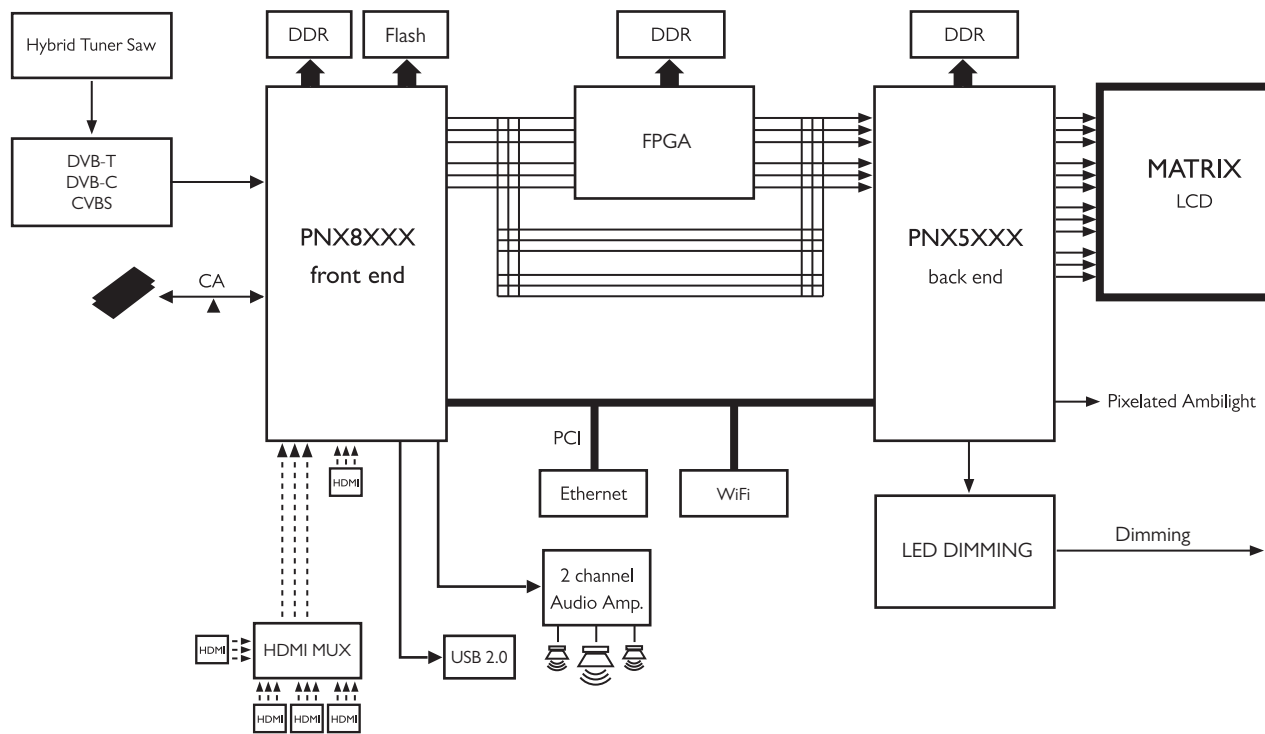 Hybrid Tuner Saw
DDR
Flash
DDR
DDR
DVB-T
DVB-C
CVBS
FPGA
MATRIX
LCD
PNX8XXX
front end
PNX5XXX
back end
CA
Pixelated Ambilight
PCI
HDMI
Ethernet
WiFi
LED DIMMING
Dimming
2 channel
Audio Amp.
HDMI
HDMI MUX
USB 2.0
HDMI
HDMI
HDMI